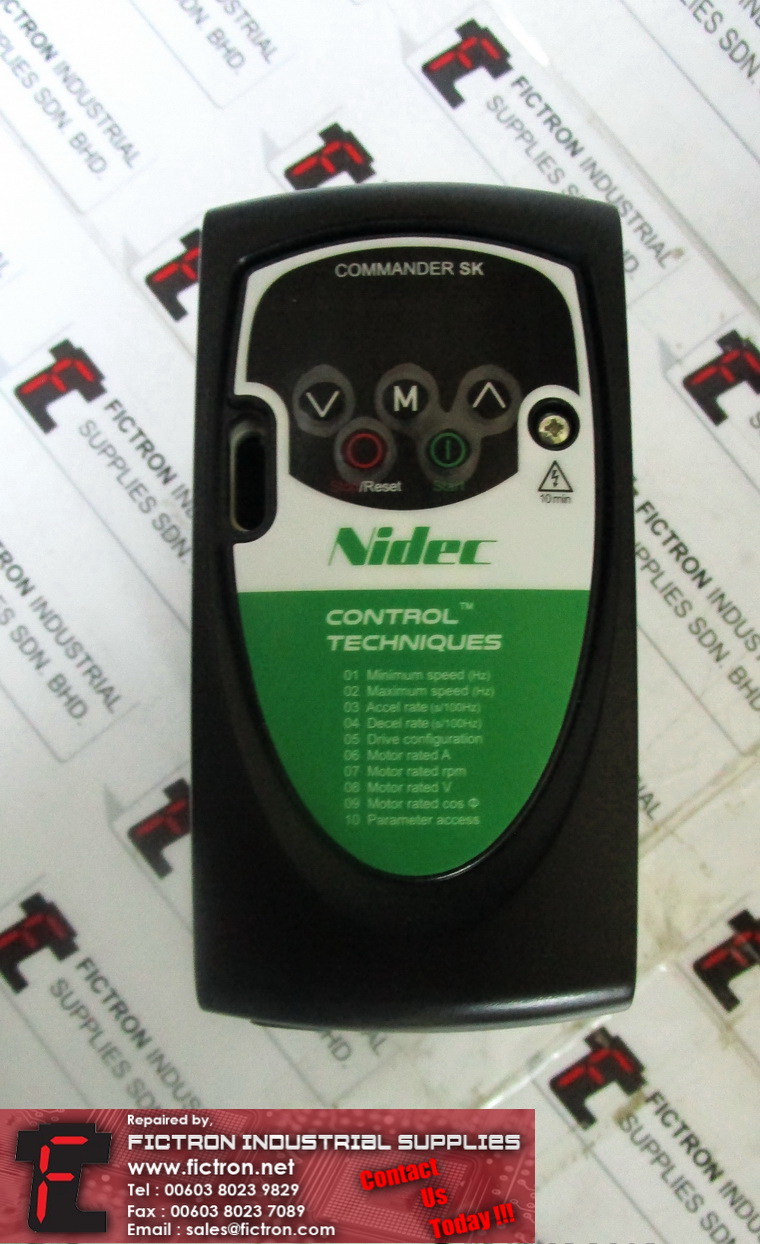 FICTRON INDUSTRIAL
SUPPLIES SDN. BHD.
COMMANDER SK
M
Stop/Reset
Start
10min
Nidec
CONTROL™
TECHNIQUES
01 Minimum speed (Hz)
02 Maximum speed (Hz)
03 Accel rate (s/100Hz)
04 Decel rate (s/100Hz)
05 Drive configuration
06 Motor rated A
07 Motor rated rpm
08 Motor rated V
09 Motor rated cos Φ
10 Parameter access
Repaired by,
FICTRON INDUSTRIAL SUPPLIES
www.fictron.net
Tel : 00603 8023 9829
Fax : 00603 8023 7089
Email : sales@fictron.com
Contact
Us
Today !!!